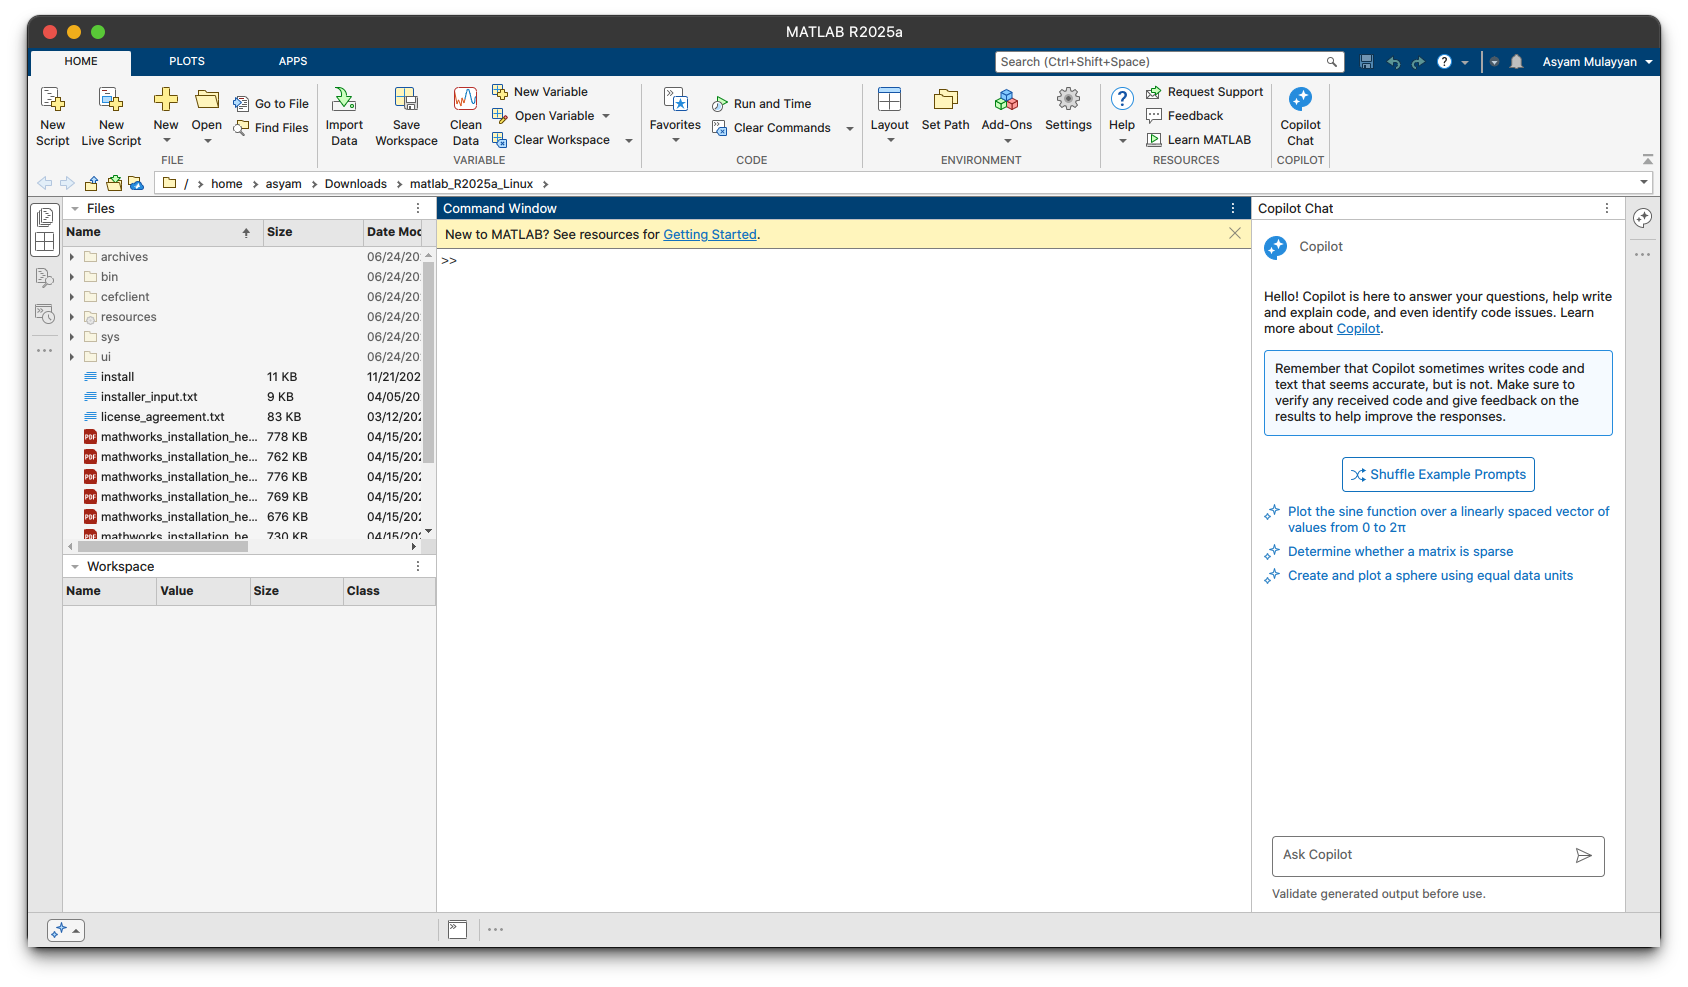 MATLAB R2025a
HOME PLOTS APPS Search (Ctrl+Shift+Space) Asyam Mulayyan
New Script
New Live Script
New
Open
Go to File
Find Files
FILE
Import Data
Save Workspace
Clean Data
New Variable
Open Variable
Clear Workspace
VARIABLE
Favorites
Run and Time
Clear Commands
CODE
Layout
Set Path
Add-Ons
Settings
ENVIRONMENT
Help
Request Support
Feedback
Learn MATLAB
RESOURCES
Copilot Chat
COPILOT
/ › home › asyam › Downloads › matlab_R2025a_Linux ›
Files
Name Size Date Moc
archives 06/24/20
bin 06/24/20
cefclient 06/24/20
resources 06/24/20
sys 06/24/20
ui 06/24/20
install 11 KB 11/21/202
installer_input.txt 9 KB 04/05/20
license_agreement.txt 83 KB 03/12/202
PDF mathworks_installation_he... 778 KB 04/15/202
PDF mathworks_installation_he... 762 KB 04/15/202
PDF mathworks_installation_he... 776 KB 04/15/202
PDF mathworks_installation_he... 769 KB 04/15/202
PDF mathworks_installation_he... 676 KB 04/15/202
PDF mathworks_installation_he 730 KB 04/15/202
Workspace
Name Value Size Class
Command Window
New to MATLAB? See resources for Getting Started.
>>
Copilot Chat
Copilot
Hello! Copilot is here to answer your questions, help write
and explain code, and even identify code issues. Learn
more about Copilot.
Remember that Copilot sometimes writes code and
text that seems accurate, but is not. Make sure to
verify any received code and give feedback on the
results to help improve the responses.
Shuffle Example Prompts
Plot the sine function over a linearly spaced vector of
values from 0 to 2π
Determine whether a matrix is sparse
Create and plot a sphere using equal data units
Ask Copilot
Validate generated output before use.